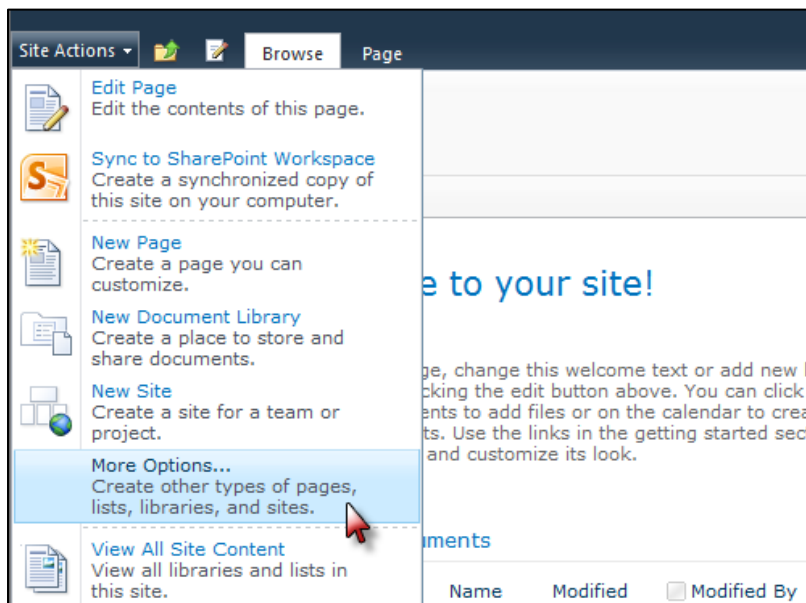 Site Actions Browse Page
Edit Page
Edit the contents of this page.
Sync to SharePoint Workspace
Create a synchronized copy of
this site on your computer.
New Page
Create a page you can
customize.
New Document Library
Create a place to store and
share documents.
New Site
Create a site for a team or
project.
More Options...
Create other types of pages,
lists, libraries, and sites.
View All Site Content
View all libraries and lists in
this site.
e to your site!
ge, change this welcome text or add new
cking the edit button above. You can click
ents to add files or on the calendar to crea
ts. Use the links in the getting started sec
and customize its look.
uments
Name Modified Modified By